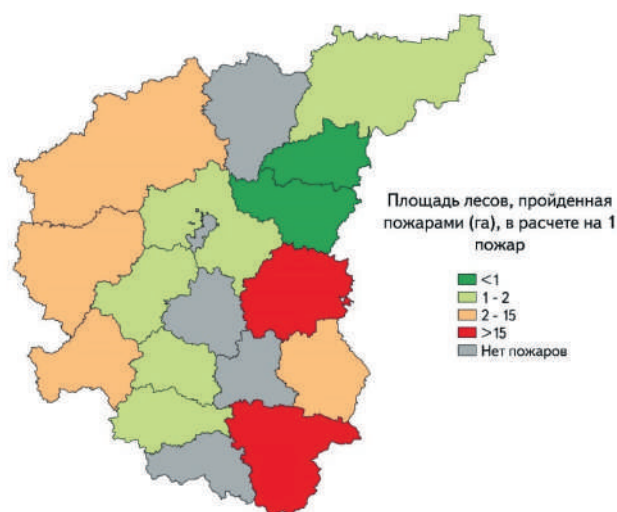 Площадь лесов, пройденная
пожарами (га), в расчете на 1
пожар
<1
1 - 2
2 - 15
>15
Нет пожаров